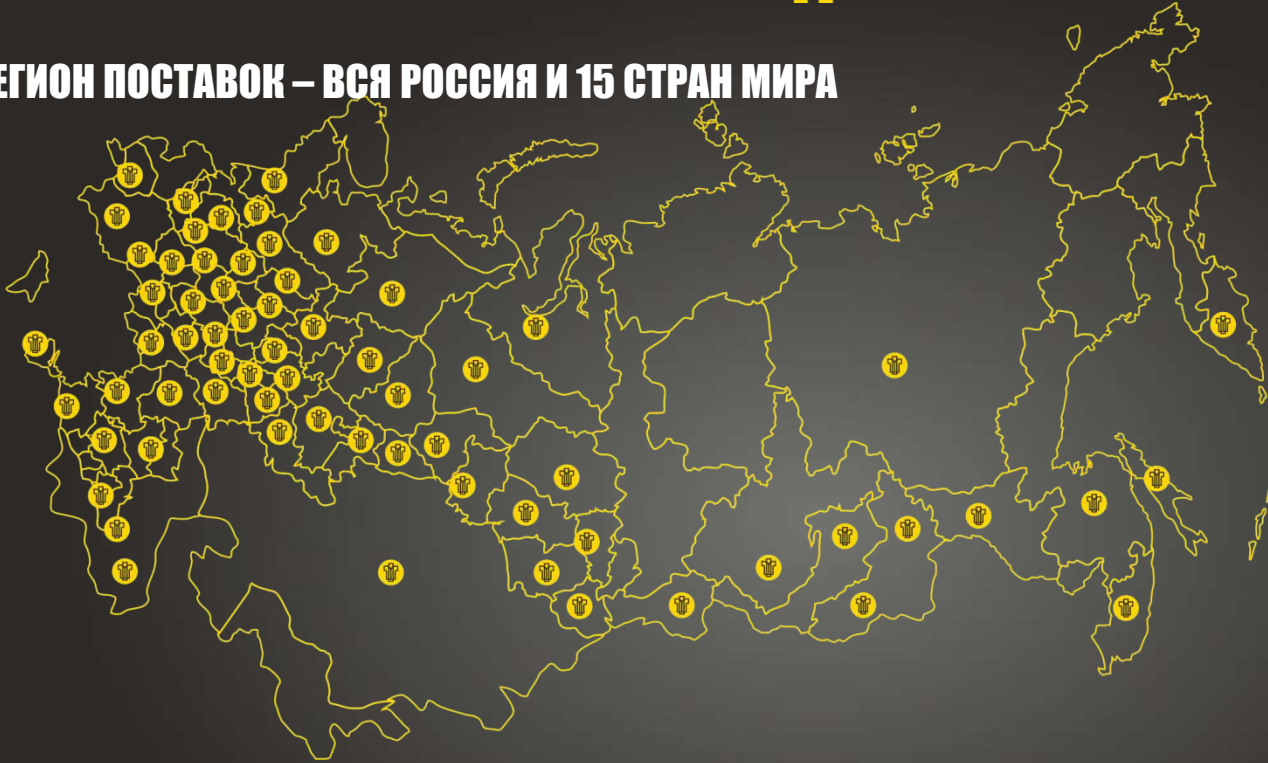 ЕГИОН ПОСТАВОК – ВСЯ РОССИЯ И 15 СТРАН МИРА